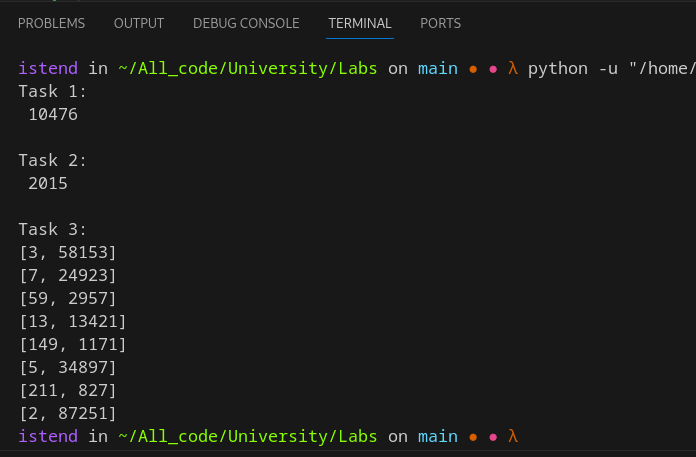 PROBLEMS OUTPUT DEBUG CONSOLE TERMINAL PORTS
istend in ~/All_code/University/Labs on main • • λ python -u "/home/
Task 1:
 10476
Task 2:
 2015
Task 3:
[3, 58153]
[7, 24923]
[59, 2957]
[13, 13421]
[149, 1171]
[5, 34897]
[211, 827]
[2, 87251]
istend in ~/All_code/University/Labs on main • • λ